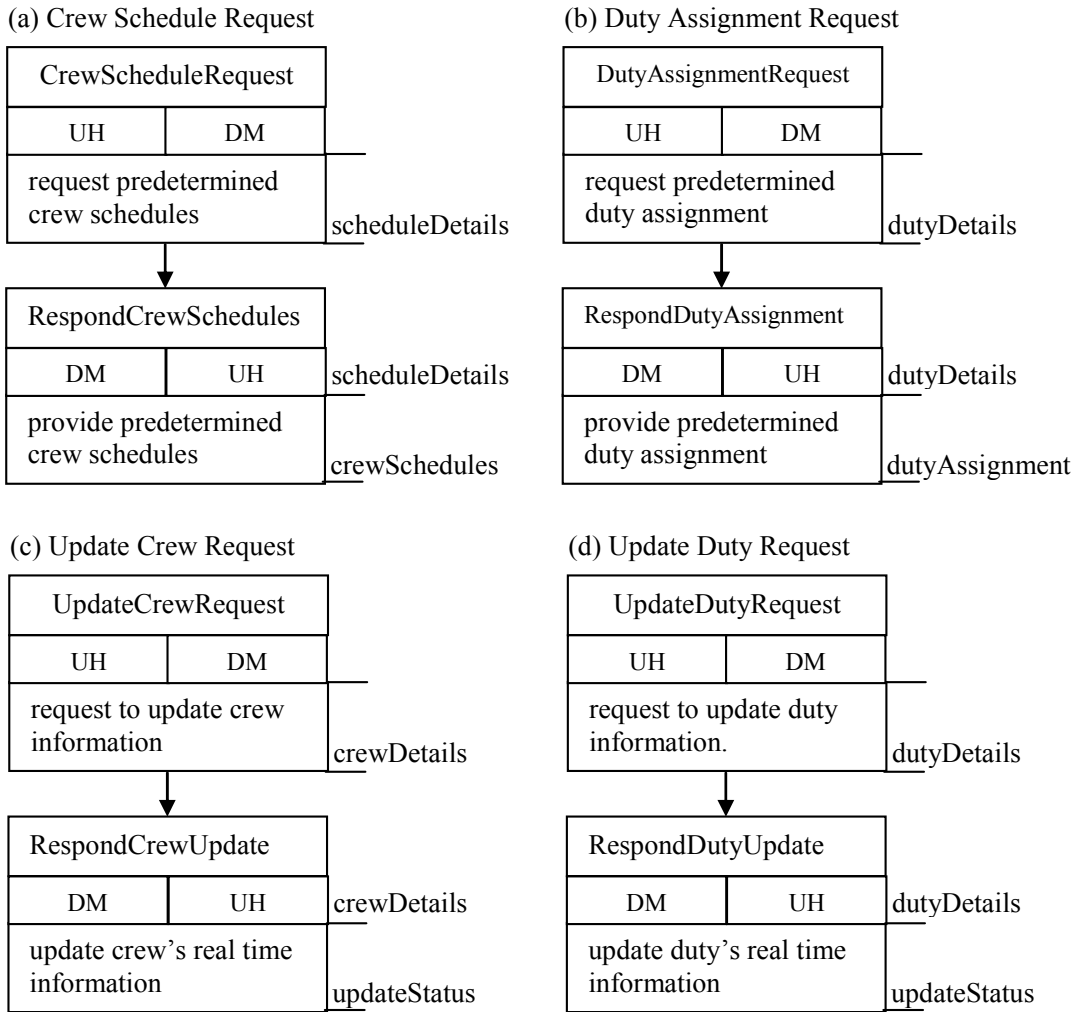 (a) Crew Schedule Request
CrewScheduleRequest
UH DM
request predetermined
crew schedules
scheduleDetails
RespondCrewSchedules
DM UH
scheduleDetails
provide predetermined
crew schedules
crewSchedules
(b) Duty Assignment Request
DutyAssignmentRequest
UH DM
request predetermined
duty assignment
dutyDetails
RespondDutyAssignment
DM UH
dutyDetails
provide predetermined
duty assignment
dutyAssignment
(c) Update Crew Request
UpdateCrewRequest
UH DM
request to update crew
information
crewDetails
RespondCrewUpdate
DM UH
crewDetails
update crew’s real time
information
updateStatus
(d) Update Duty Request
UpdateDutyRequest
UH DM
request to update duty
information.
dutyDetails
RespondDutyUpdate
DM UH
dutyDetails
update duty’s real time
information
updateStatus